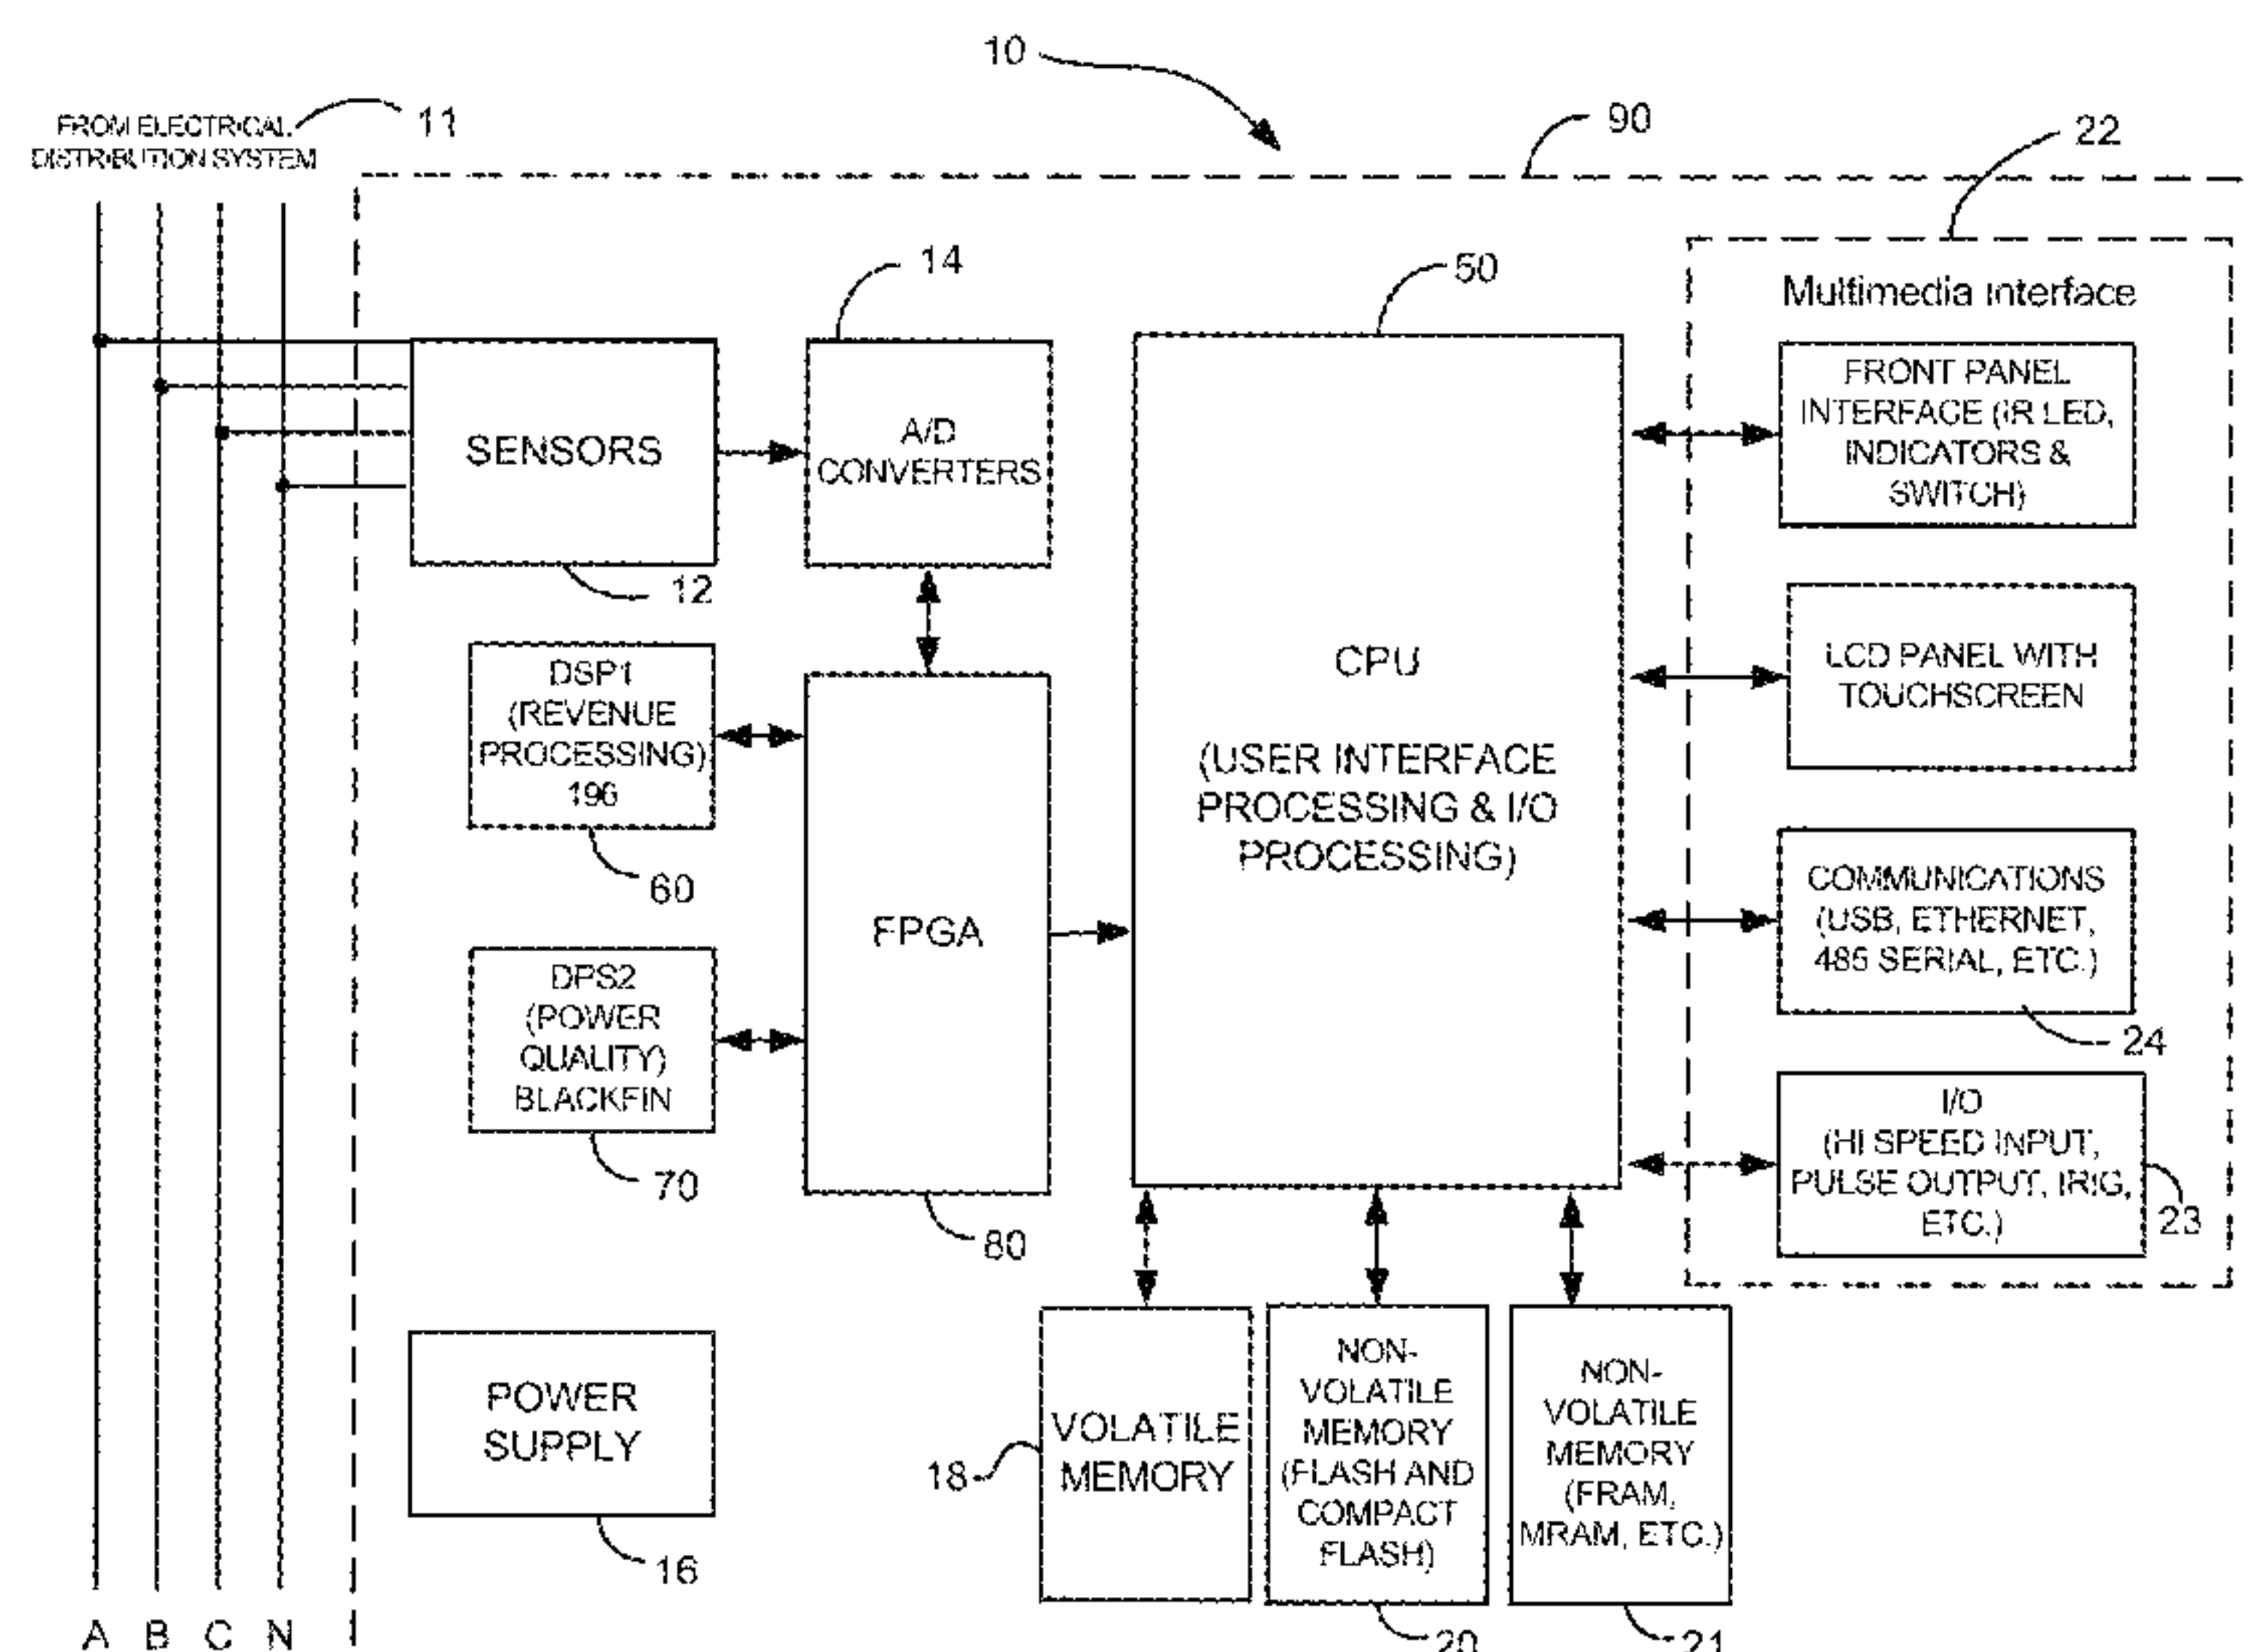 10
90
22
FROM ELECTRICAL
DISTRIBUTION SYSTEM
11
14
50
Multimedia interface
SENSORS
12
A/D
CONVERTERS
CPU
(USER INTERFACE
PROCESSING & I/O
PROCESSING)
FRONT PANEL
INTERFACE (IR LED,
INDICATORS &
SWITCH)
LCD PANEL WITH
TOUCHSCREEN
COMMUNICATIONS
(USB, ETHERNET,
485 SERIAL, ETC.)
24
I/O
(HI SPEED INPUT,
PULSE OUTPUT, IRIG,
ETC.)
23
DSP1
(REVENUE
PROCESSING)
196
60
DPS2
(POWER
QUALITY)
BLACKFIN
70
FPGA
80
POWER
SUPPLY
16
VOLATILE
MEMORY
18
NON-
VOLATILE
MEMORY
(FLASH AND
COMPACT
FLASH)
20
NON-
VOLATILE
MEMORY
(FRAM,
MRAM, ETC.)
21
A B C N